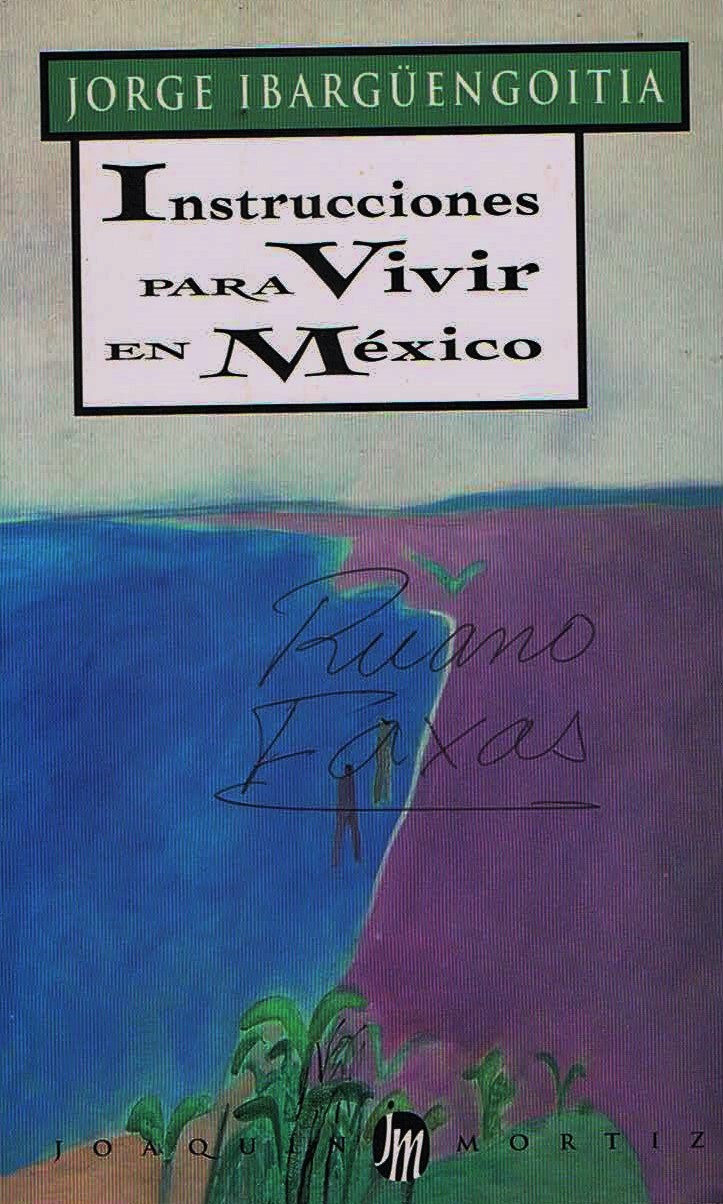 JORGE IBARGÜENGOITIA
INSTRUCCIONES
PARA VIVIR
EN MÉXICO
Ruano
Faxas
JOAQUÍN jm MORTIZ